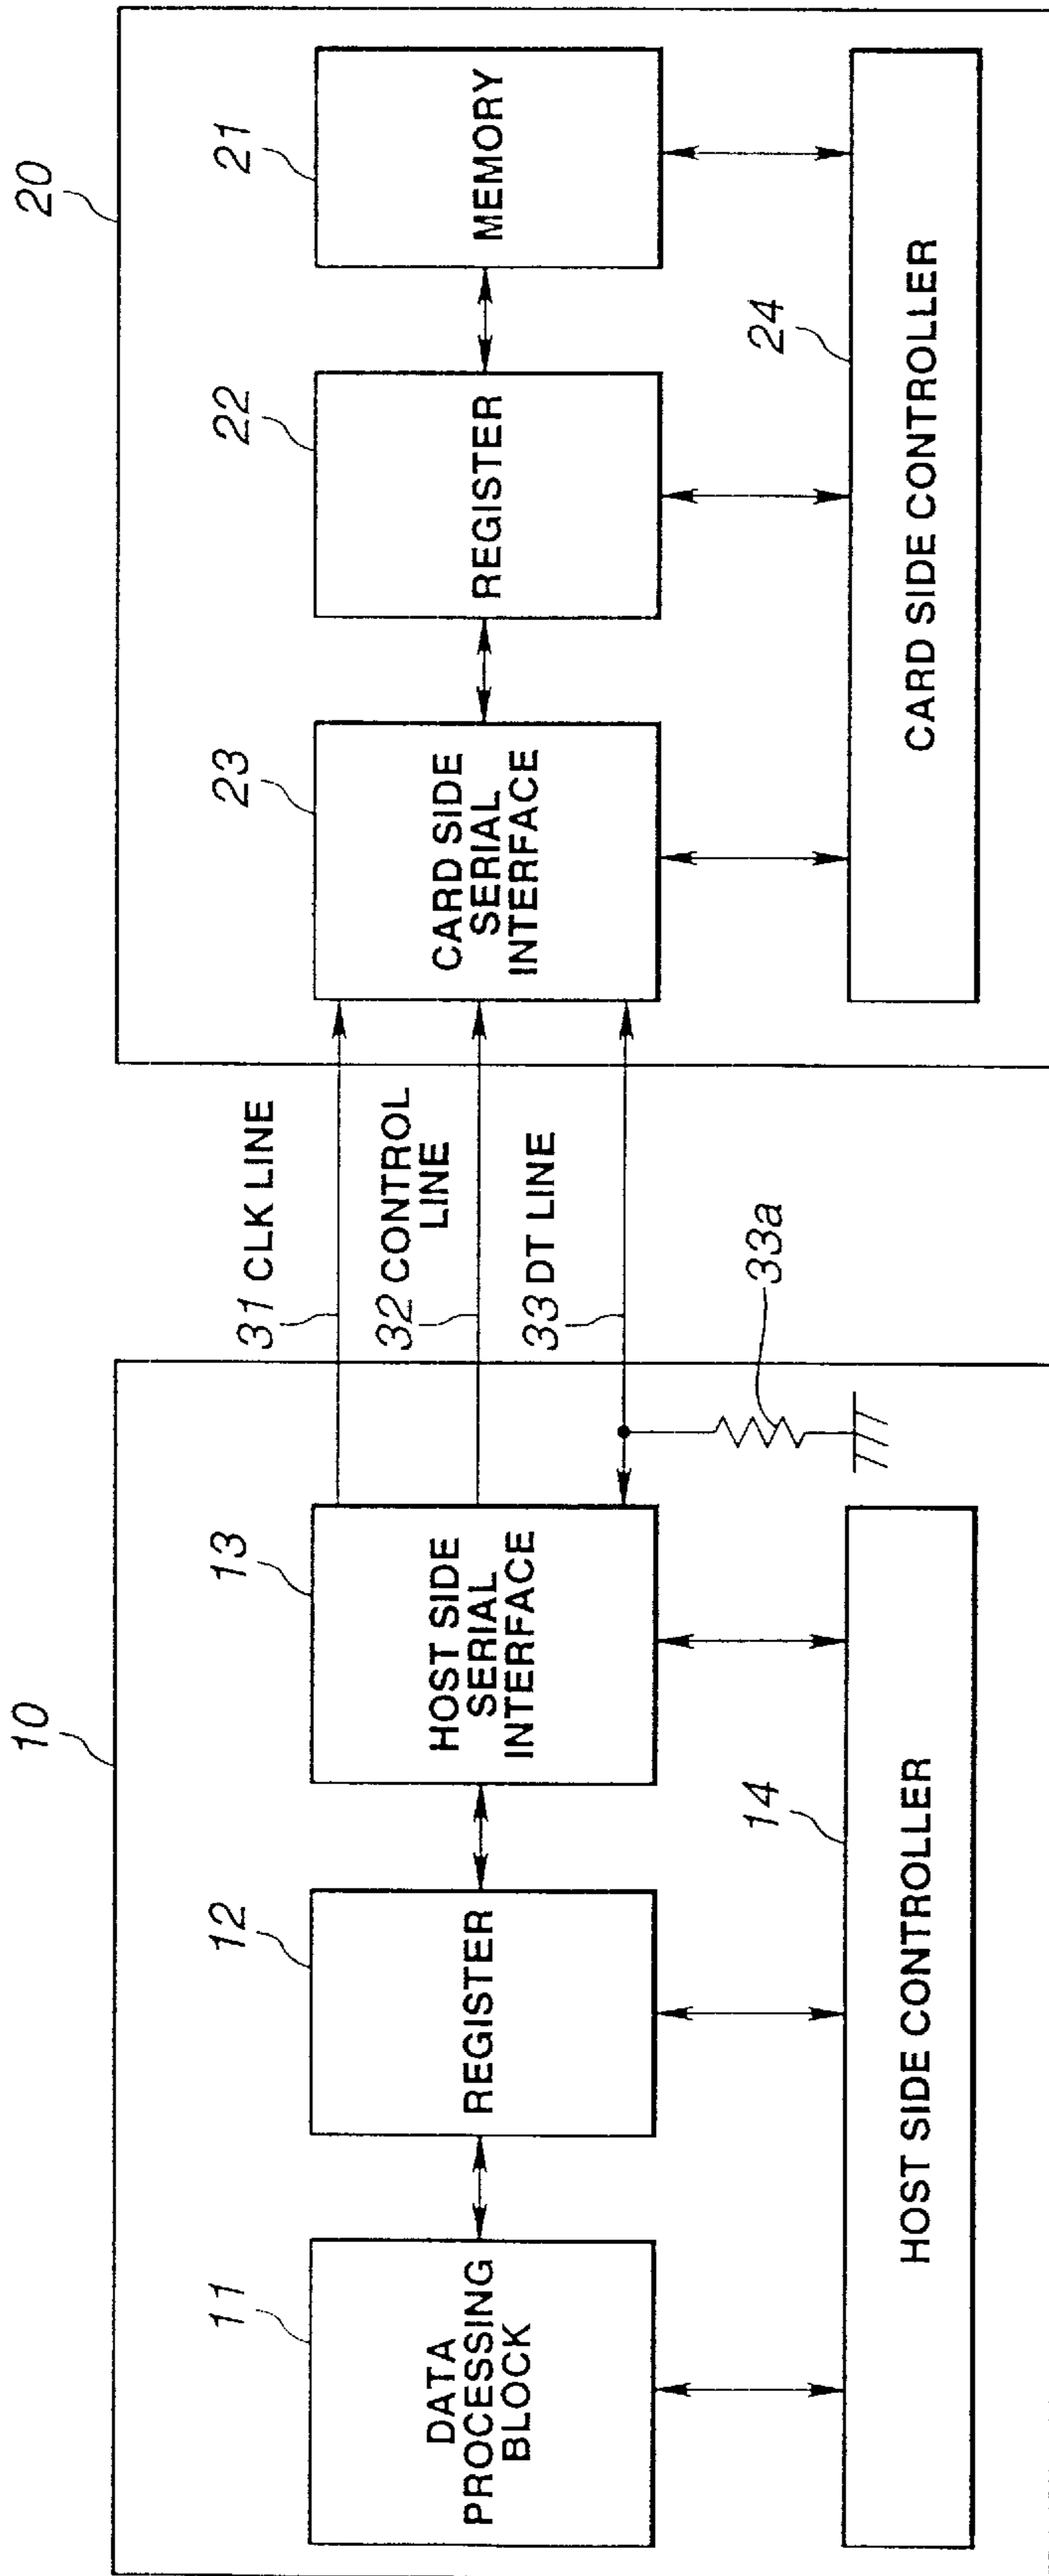 10
11
DATA
PROCESSING
BLOCK
12
REGISTER
13
HOST SIDE
SERIAL
INTERFACE
14
HOST SIDE CONTROLLER
31 CLK LINE
32 CONTROL
LINE
33 DT LINE
33a
20
23
CARD SIDE
SERIAL
INTERFACE
22
REGISTER
21
MEMORY
24
CARD SIDE CONTROLLER